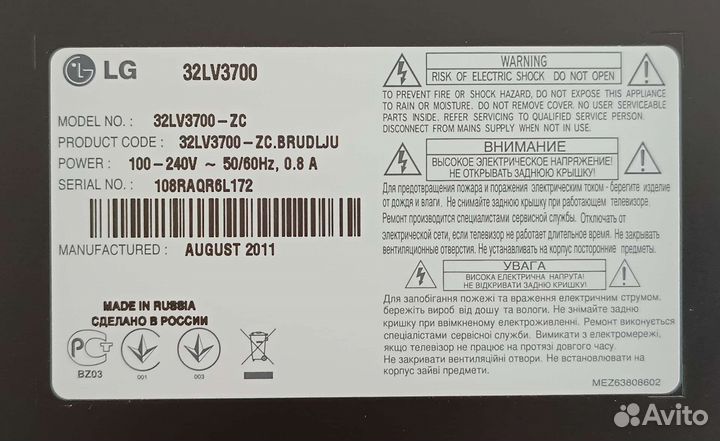 LG 32LV3700
MODEL NO. : 32LV3700-ZC
PRODUCT CODE : 32LV3700-ZC.BRUDLJU
POWER : 100-240V ~ 50/60Hz, 0.8 A
SERIAL NO. : 108RAQR6L172
MANUFACTURED : AUGUST 2011
MADE IN RUSSIA
СДЕЛАНО В РОССИИ
BZ03
001
003
WARNING
RISK OF ELECTRIC SHOCK DO NOT OPEN
TO PREVENT FIRE OR SHOCK HAZARD, DO NOT EXPOSE THIS APPLIANCE
TO RAIN OR MOISTURE. DO NOT REMOVE COVER. NO USER SERVICEABLE
PARTS INSIDE. REFER SERVICING TO QUALIFIED SERVICE PERSON.
DISCONNECT FROM MAINS SUPPLY WHEN NOT IN USE.
ВНИМАНИЕ
ВЫСОКОЕ ЭЛЕКТРИЧЕСКОЕ НАПРЯЖЕНИЕ!
НЕ ОТКРЫВАТЬ ЗАДНЮЮ КРЫШКУ!
Для предотвращения пожара и поражения электрическим током - берегите изделие
от дождя и влаги. Не снимайте заднюю крышку при работающем телевизоре.
Ремонт производится специалистами сервисной службы. Отключать от
электрической сети, если телевизор не работает длительное время. Не закрывать
вентиляционные отверстия. Не устанавливать на корпус посторонние предметы.
УВАГА
ВИСОКА ЕЛЕКТРИЧНА НАПРУГА!
НЕ ВІДКРИВАТИ ЗАДНЮ КРИШКУ!
Для запобігання пожежі та враження електричним струмом.
бережіть виріб від дощу та вологи. Не знімайте задню
кришку при ввімкненому електроживленні. Ремонт виконується
спеціалістами сервісної служби. Вимикати з електромережі,
якщо телевізор не працює на протязі довгого часу.
Не закривати вентиляційні отвори. Не встановлювати на
корпус зайві предмети.
MEZ63808602
Avito